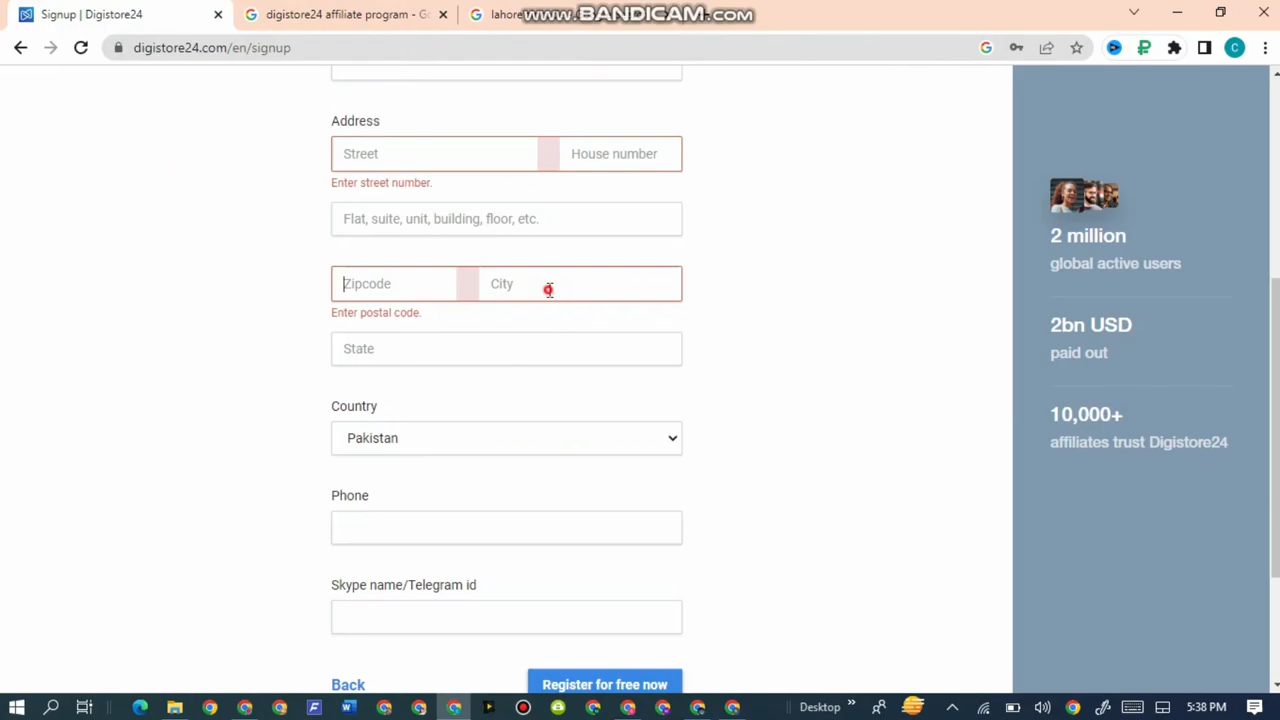 Signup | Digistore24
digistore24 affiliate program - Go
lahore
www.BANDICAM.com
digistore24.com/en/signup
C
Address
Street
House number
Enter street number.
Flat, suite, unit, building, floor, etc.
Zipcode
City
Enter postal code.
State
Country
Pakistan
Phone
Skype name/Telegram id
Back
Register for free now
2 million
global active users
2bn USD
paid out
10,000+
affiliates trust Digistore24
Desktop
5:38 PM